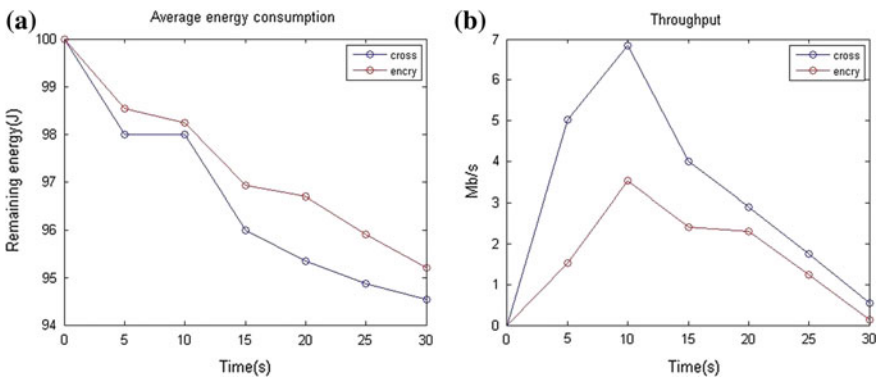 (a)
Average energy consumption
Remaining energy(J)
100
99
98
97
96
95
94
0 5 10 15 20 25 30
Time(s)
cross
encry
(b)
Throughput
Mb/s
7
6
5
4
3
2
1
0
0 5 10 15 20 25 30
Time(s)
cross
encry